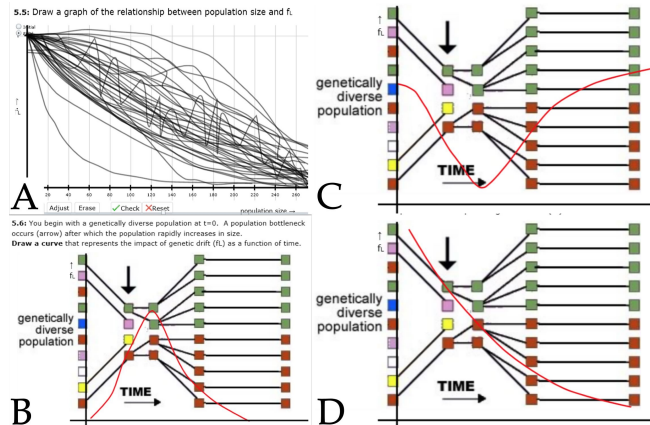 5.5: Draw a graph of the relationship between population size and fL
↑
fL
0 20 40 60 80 100 120 140 160 180 200 220 240 260
Adjust Erase ✓Check ✗Reset
population size →
A
5.6: You begin with a genetically diverse population at t=0. A population bottleneck
occurs (arrow) after which the population rapidly increases in size.
Draw a curve that represents the impact of genetic drift (fL) as a function of time.
↑
fL
genetically
diverse
population
TIME
B
↑
fL
genetically
diverse
population
TIME
C
↑
fL
genetically
diverse
population
TIME
D